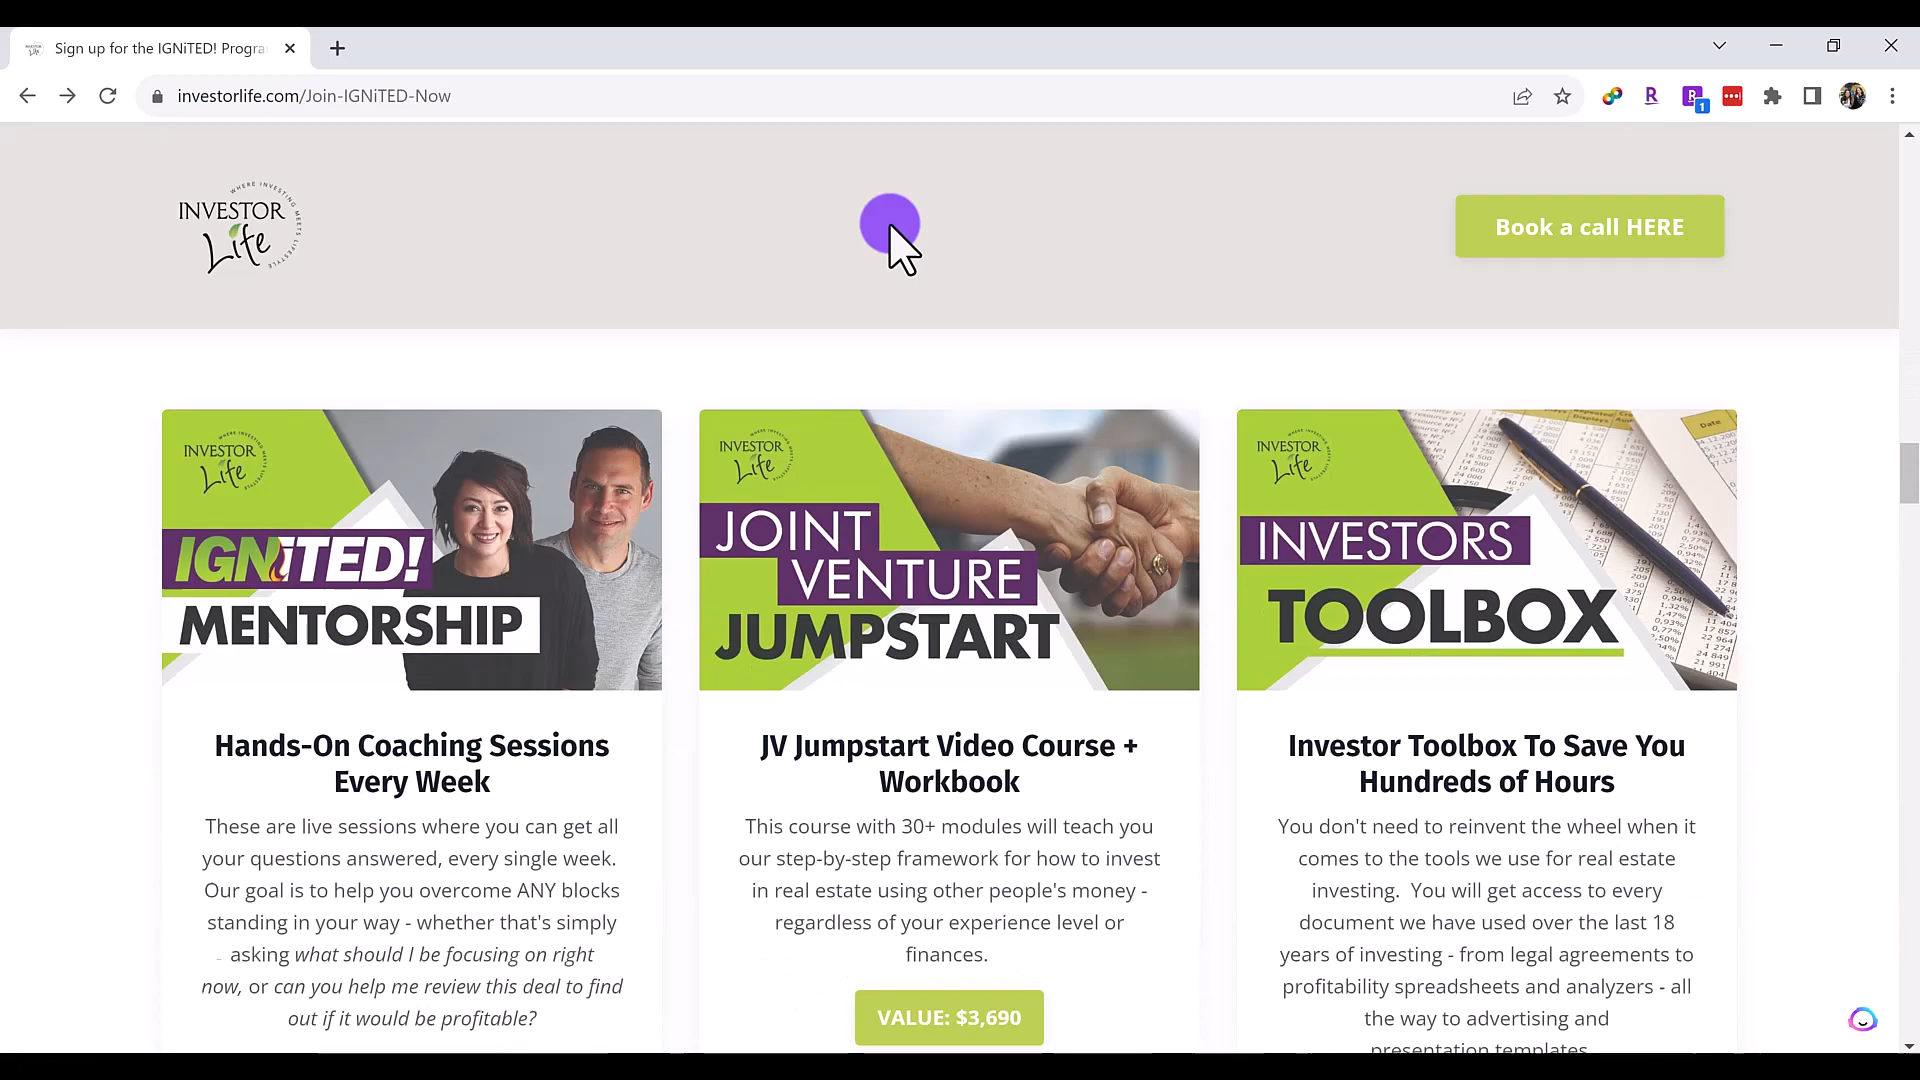 Sign up for the IGNiTED! Progra
investorlife.com/Join-IGNiTED-Now
1
WHERE INVESTING MEETS LIFESTYLE
INVESTOR
Life
Book a call HERE
INVESTOR
Life
IGNiTED!
MENTORSHIP
INVESTOR
Life
JOINT
VENTURE
JUMPSTART
INVESTOR
Life
INVESTORS
TOOLBOX
Date
Hands-On Coaching Sessions
Every Week
These are live sessions where you can get all
your questions answered, every single week.
Our goal is to help you overcome ANY blocks
standing in your way - whether that's simply
asking what should I be focusing on right
now, or can you help me review this deal to find
out if it would be profitable?
JV Jumpstart Video Course +
Workbook
This course with 30+ modules will teach you
our step-by-step framework for how to invest
in real estate using other people's money -
regardless of your experience level or
finances.
VALUE: $3,690
Investor Toolbox To Save You
Hundreds of Hours
You don't need to reinvent the wheel when it
comes to the tools we use for real estate
investing. You will get access to every
document we have used over the last 18
years of investing - from legal agreements to
profitability spreadsheets and analyzers - all
the way to advertising and
presentation templates